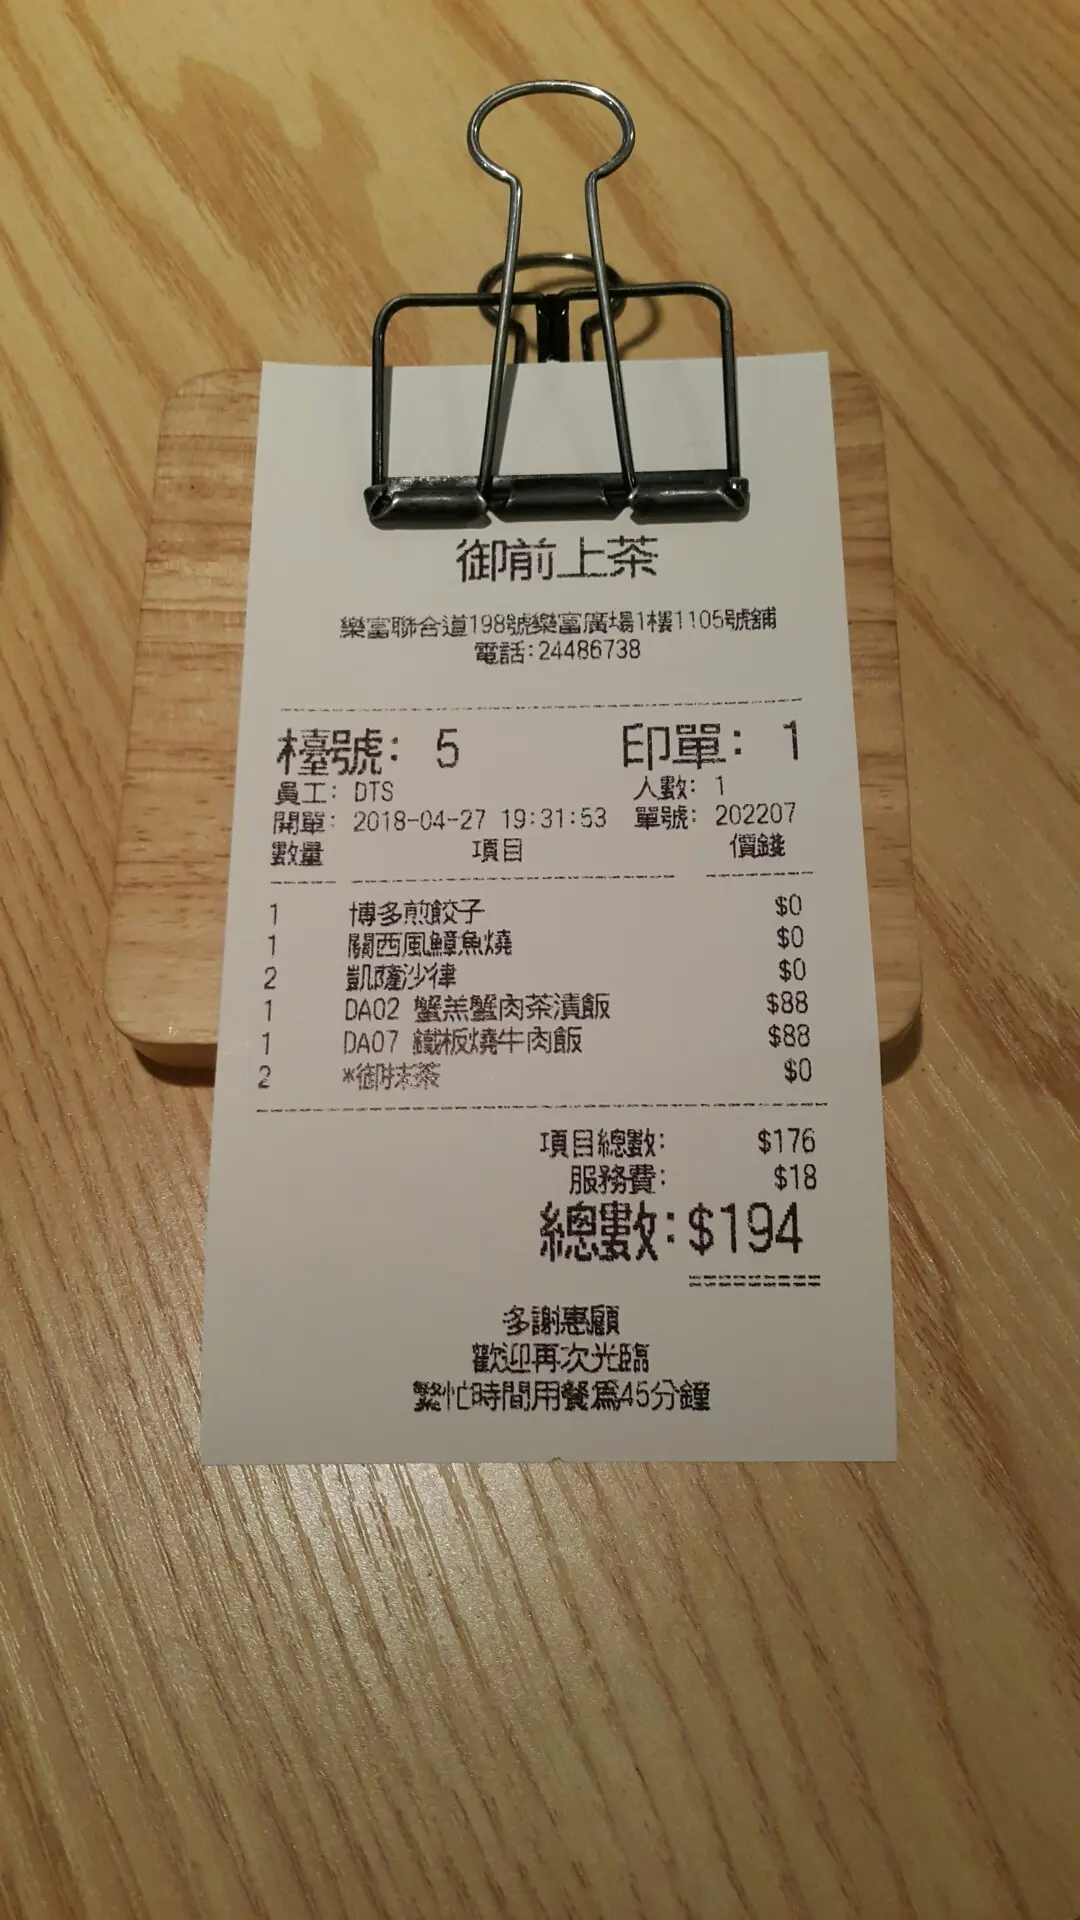 御前上茶
樂富聯合道198號樂富廣場1樓1105號舖
電話:24486738
檯號: 5 印單: 1
員工: DTS 人數: 1
開單: 2018-04-27 19:31:53 單號: 202207
數量 項目 價錢
1 博多煎餃子 $0
1 關西風鱆魚燒 $0
2 凱薩沙律 $0
1 DA02 蟹羔蟹肉茶漬飯 $88
1 DA07 鐵板燒牛肉飯 $88
2 *御抹茶 $0
項目總數: $176
服務費: $18
總數: $194
多謝惠顧
歡迎再次光臨
繁忙時間用餐為45分鐘